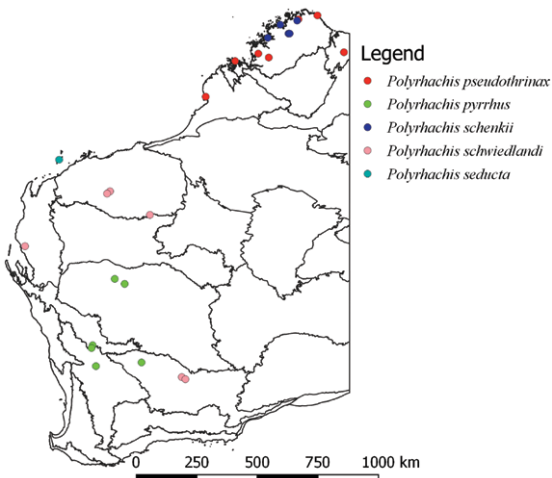 Legend
Polyrhachis pseudothrinax
Polyrhachis pyrrhus
Polyrhachis schenkii
Polyrhachis schwiedlandi
Polyrhachis seducta
0 250 500 750 1000 km